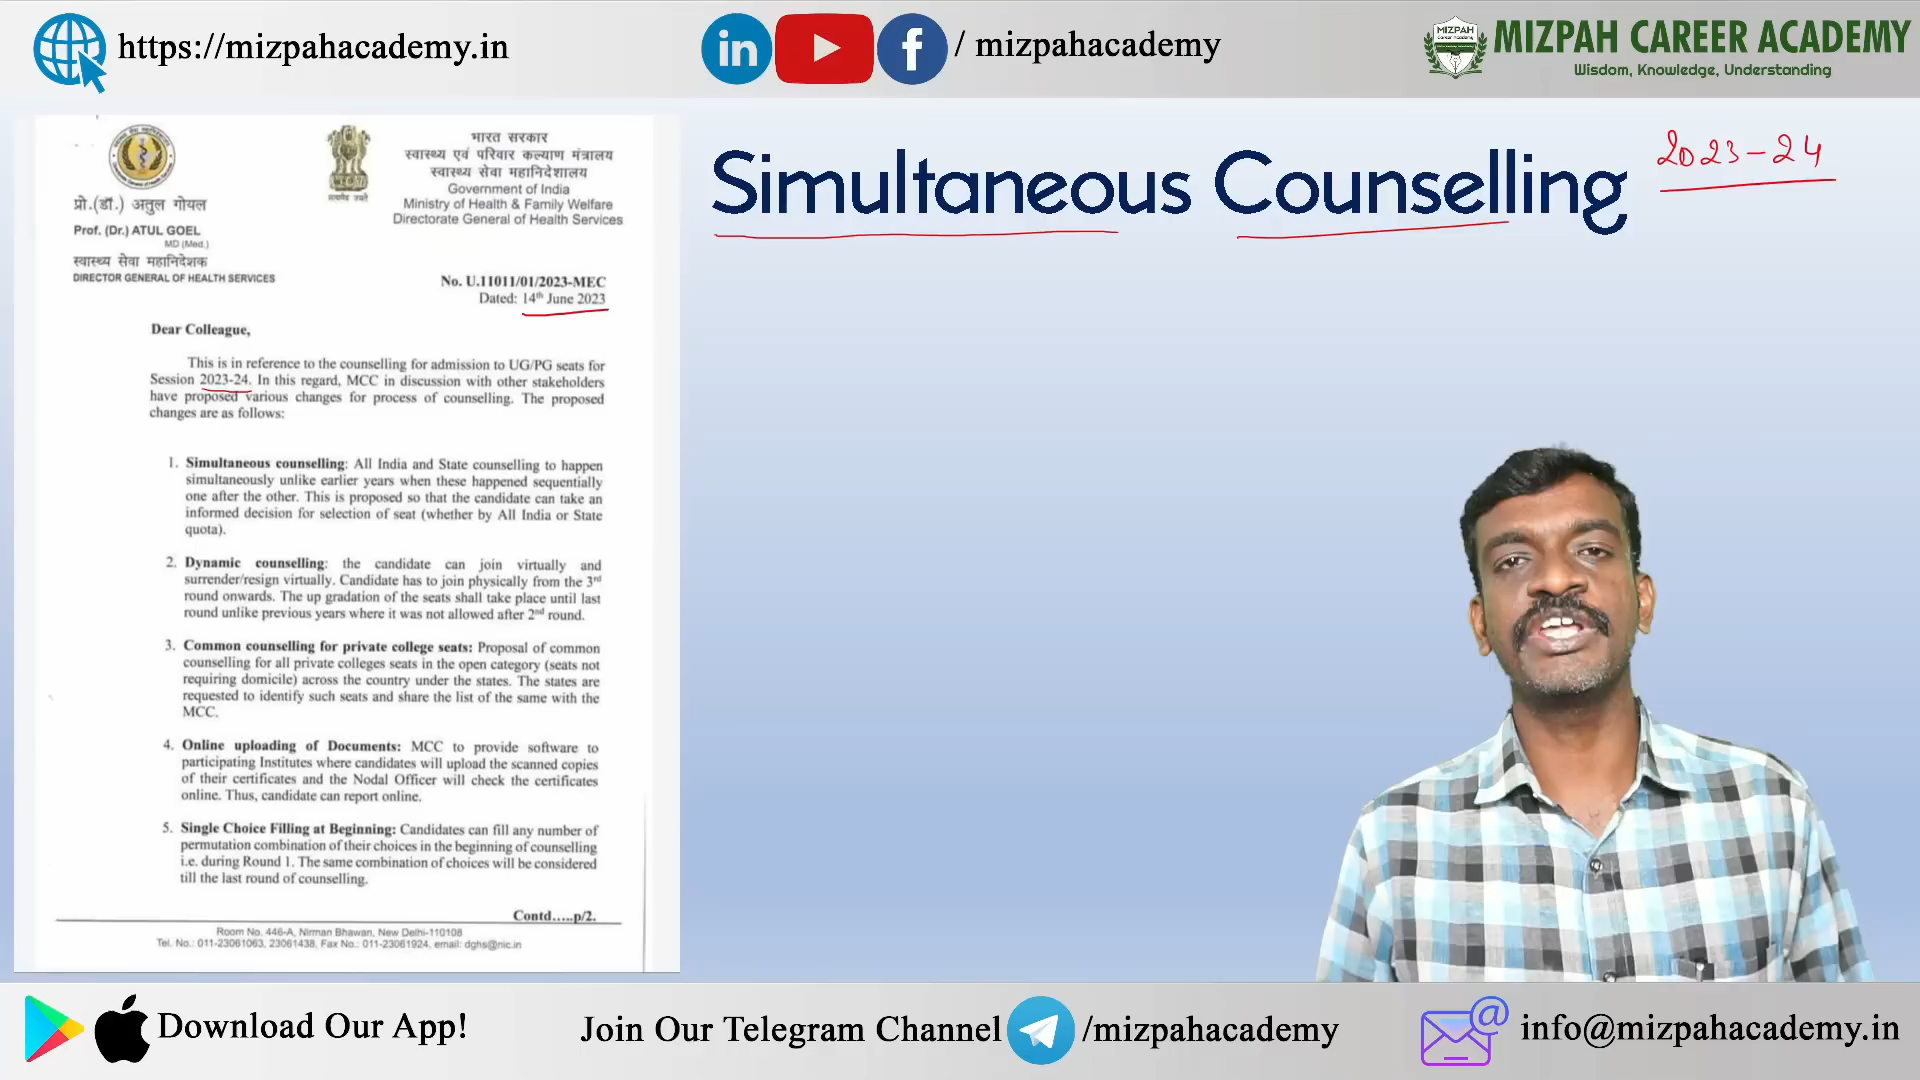 https://mizpahacademy.in
in f / mizpahacademy
MIZPAH CAREER ACADEMY
Wisdom, Knowledge, Understanding
MIZPAH
Simultaneous Counselling
2023-24
भारत सरकार
स्वास्थ्य एवं परिवार कल्याण मंत्रालय
स्वास्थ्य सेवा महानिदेशालय
Government of India
Ministry of Health & Family Welfare
Directorate General of Health Services
प्रो.(डॉ.) अतुल गोयल
Prof. (Dr.) ATUL GOEL
MD (Med.)
स्वास्थ्य सेवा महानिदेशक
DIRECTOR GENERAL OF HEALTH SERVICES
No. U.11011/01/2023-MEC
Dated: 14th June 2023
Dear Colleague,
This is in reference to the counselling for admission to UG/PG seats for
Session 2023-24. In this regard, MCC in discussion with other stakeholders
have proposed various changes for process of counselling. The proposed
changes are as follows:
1. Simultaneous counselling: All India and State counselling to happen
simultaneously unlike earlier years when these happened sequentially
one after the other. This is proposed so that the candidate can take an
informed decision for selection of seat (whether by All India or State
quota).
2. Dynamic counselling: the candidate can join virtually and
surrender/resign virtually. Candidate has to join physically from the 3rd
round onwards. The up gradation of the seats shall take place until last
round unlike previous years where it was not allowed after 2nd round.
3. Common counselling for private college seats: Proposal of common
counselling for all private colleges seats in the open category (seats not
requiring domicile) across the country under the states. The states are
requested to identify such seats and share the list of the same with the
MCC.
4. Online uploading of Documents: MCC to provide software to
participating Institutes where candidates will upload the scanned copies
of their certificates and the Nodal Officer will check the certificates
online. Thus, candidate can report online.
5. Single Choice Filling at Beginning: Candidates can fill any number of
permutation combination of their choices in the beginning of counselling
i.e. during Round 1. The same combination of choices will be considered
till the last round of counselling.
Contd.....p/2.
Room No. 446-A, Nirman Bhawan, New Delhi-110108
Tel. No.: 011-23061063, 23061438, Fax No.: 011-23061924, email: dghs@nic.in
Download Our App!
Join Our Telegram Channel /mizpahacademy
@ info@mizpahacademy.in